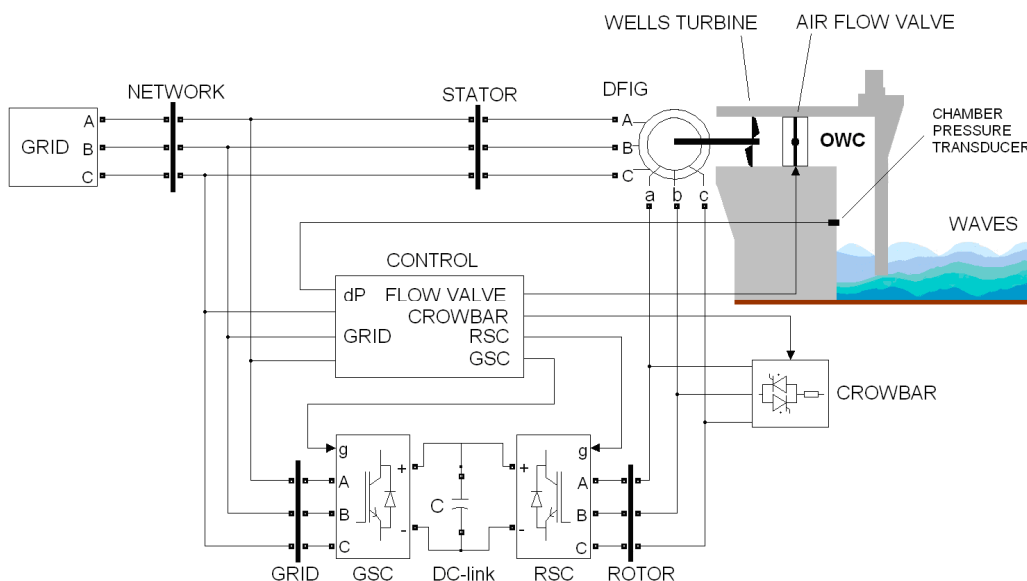 WELLS TURBINE
AIR FLOW VALVE
NETWORK
STATOR
DFIG
GRID
A
B
C
A
B
C
a
b
c
OWC
CHAMBER
PRESSURE
TRANSDUCER
WAVES
CONTROL
dP
FLOW VALVE
CROWBAR
GRID
RSC
GSC
CROWBAR
g
+
-
A
B
C
C
g
+
-
A
B
C
GRID
GSC
DC-link
RSC
ROTOR